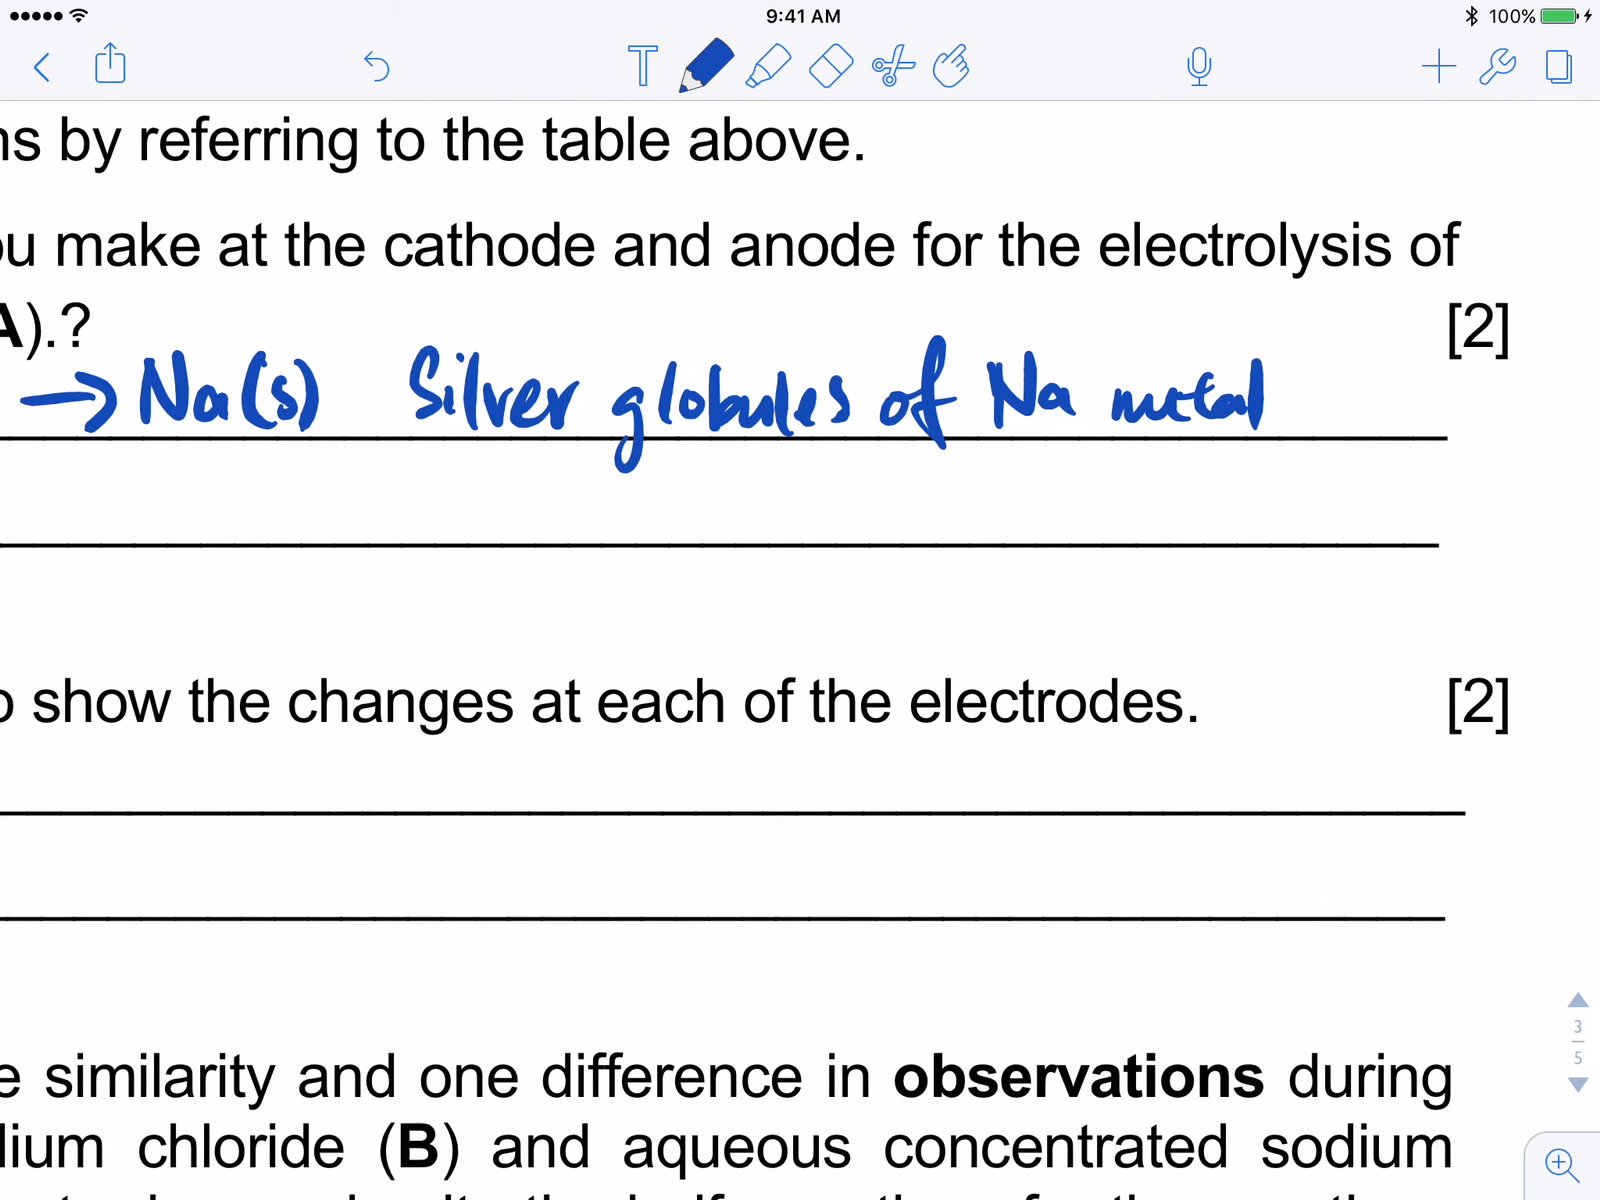 9:41 AM
100%
T
ns by referring to the table above.
ou make at the cathode and anode for the electrolysis of
A).? [2]
→ Na(s) Silver globules of Na metal
o show the changes at each of the electrodes. [2]
e similarity and one difference in observations during
lium chloride (B) and aqueous concentrated sodium
3
5